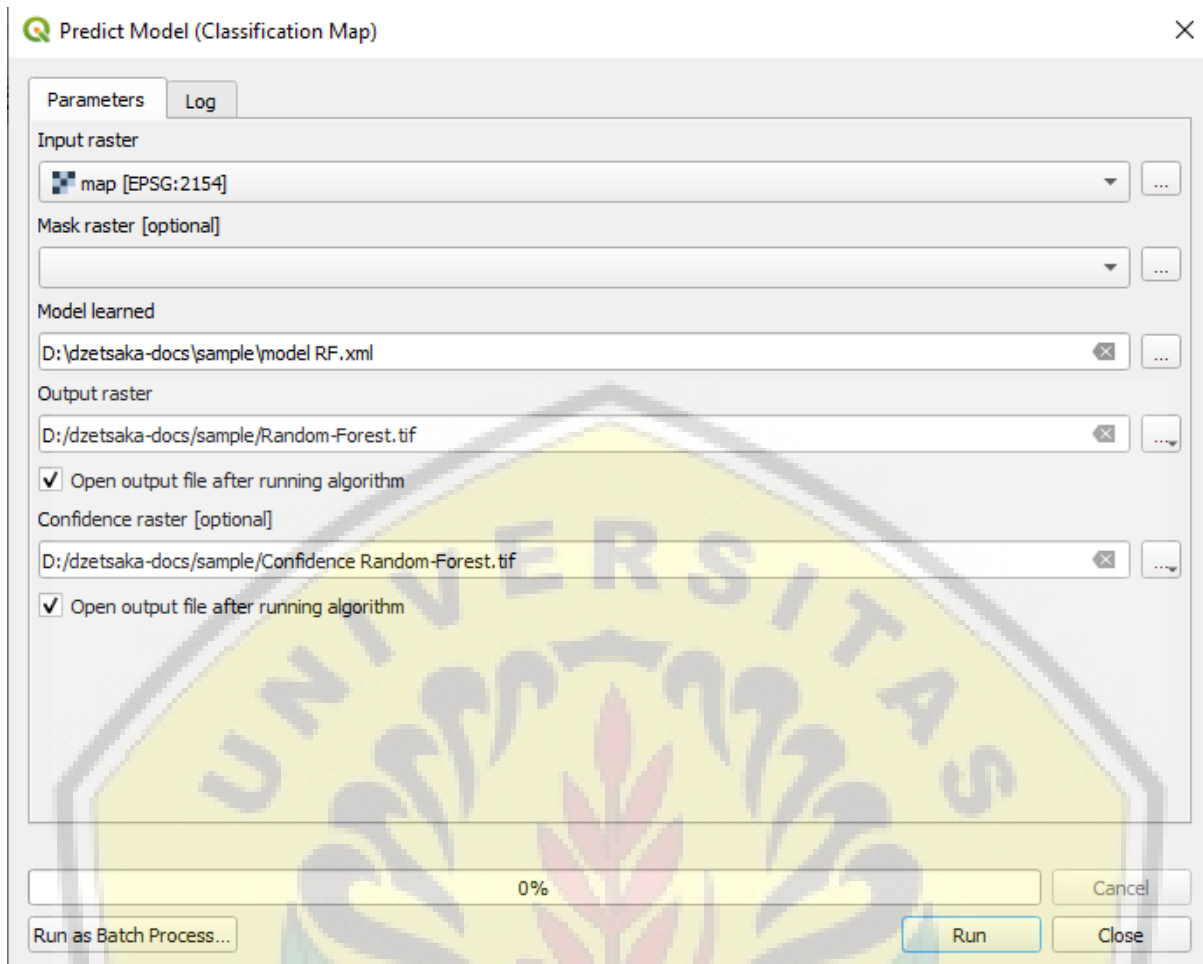 Predict Model (Classification Map)
Parameters
Log
Input raster
map [EPSG:2154]
...
Mask raster [optional]
...
Model learned
D:\dzetsaka-docs\sample\model RF.xml
...
Output raster
D:/dzetsaka-docs/sample/Random-Forest.tif
...
Open output file after running algorithm
Confidence raster [optional]
D:/dzetsaka-docs/sample/Confidence Random-Forest.tif
...
Open output file after running algorithm
UNIVERSITAS
0%
Cancel
Run as Batch Process...
Run
Close